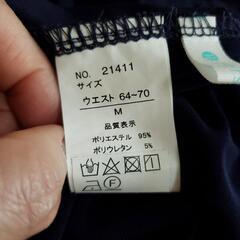 NO. 21411
サイズ
ウエスト 64~70
M
品質表示
ポリエステル 95%
ポリウレタン 5%
F